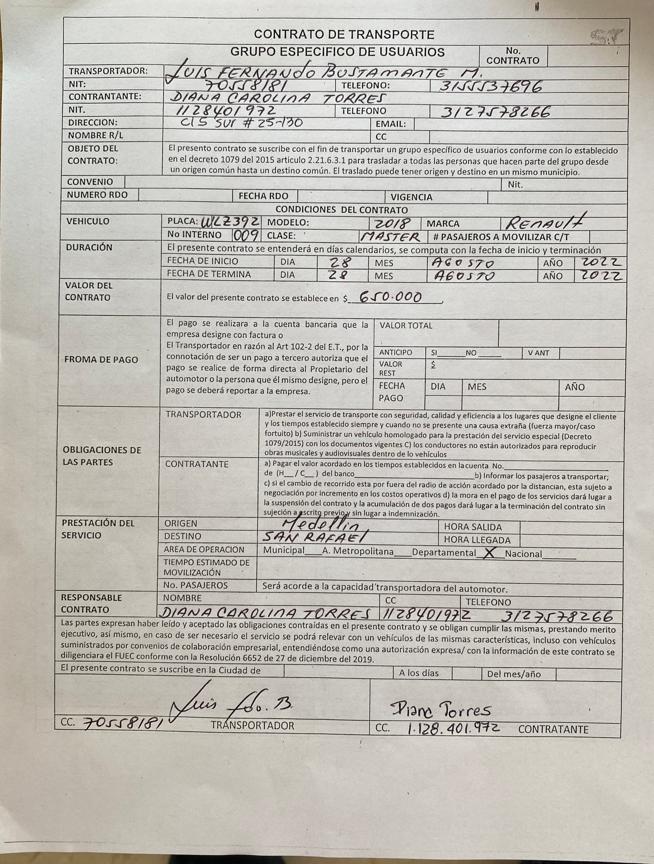 CONTRATO DE TRANSPORTE
GRUPO ESPECIFICO DE USUARIOS No. CONTRATO
TRANSPORTADOR: LUIS FERNANDO BUSTAMANTE M.
NIT: 70558181 TELEFONO: 3155537696
CONTRATANTE: DIANA CAROLINA TORRES
NIT. 1128401972 TELEFONO 3127578266
DIRECCION: Cl 5 SUR # 25-130 EMAIL:
NOMBRE R/L CC
OBJETO DEL CONTRATO: El presente contrato se suscribe con el fin de transportar un grupo especifico de usuarios conforme con lo establecido
en el decreto 1079 del 2015 articulo 2.21.6.3.1 para trasladar a todas las personas que hacen parte del grupo desde
un origen común hasta un destino común. El traslado puede tener origen y destino en un mismo municipio.
CONVENIO Nit.
NUMERO RDO FECHA RDO VIGENCIA
CONDICIONES DEL CONTRATO
VEHICULO PLACA: WLZ392 MODELO: 2018 MARCA RENAULT
No INTERNO 009 CLASE: MASTER # PASAJEROS A MOVILIZAR C/T
DURACIÓN El presente contrato se entenderá en días calendarios, se computa con la fecha de inicio y terminación
FECHA DE INICIO DIA 28 MES AGOSTO AÑO 2022
FECHA DE TERMINA DIA 28 MES AGOSTO AÑO 2022
VALOR DEL CONTRATO El valor del presente contrato se establece en $ 650.000
FROMA DE PAGO
El pago se realizara a la cuenta bancaria que la
empresa designe con factura o
El Transportador en razón al Art 102-2 del E.T., por la
connotación de ser un pago a tercero autoriza que el
pago se realice de forma directa al Propietario del
automotor o la persona que él mismo designe, pero el
pago se deberá reportar a la empresa.
VALOR TOTAL
ANTICIPO SI___NO ___ V ANT
VALOR REST $
FECHA PAGO DIA MES AÑO
OBLIGACIONES DE LAS PARTES
TRANSPORTADOR a)Prestar el servicio de transporte con seguridad, calidad y eficiencia a los lugares que designe el cliente
y los tiempos establecido siempre y cuando no se presente una causa extraña (fuerza mayor/caso
fortuito) b) Suministrar un vehículo homologado para la prestación del servicio especial (Decreto
1079/2015) con los documentos vigentes C) los conductores no están autorizados para reproducir
obras musicales y audiovisuales dentro de lo vehículos
CONTRATANTE a) Pagar el valor acordado en los tiempos establecidos en la cuenta No.
de (H__/ C__) del banco b) Informar los pasajeros a transportar;
c) si el cambio de recorrido esta por fuera del radio de acción acordado por la distancian, esta sujeto a
negociación por incremento en los costos operativos d) la mora en el pago de los servicios dará lugar a
la suspensión del contrato y la acumulación de dos pagos dará lugar a la terminación del contrato sin
sujeción a escrito previo y sin lugar a indemnización.
PRESTACIÓN DEL SERVICIO
ORIGEN Medellin HORA SALIDA
DESTINO SAN RAFAEL HORA LLEGADA
AREA DE OPERACION Municipal___A. Metropolitana___Departamental X Nacional
TIEMPO ESTIMADO DE MOVILIZACIÓN
No. PASAJEROS Será acorde a la capacidad transportadora del automotor.
RESPONSABLE CONTRATO NOMBRE CC TELEFONO
DIANA CAROLINA TORRES 1128401972 3127578266
Las partes expresan haber leído y aceptado las obligaciones contraídas en el presente contrato y se obligan cumplir las mismas, prestando merito
ejecutivo, así mismo, en caso de ser necesario el servicio se podrá relevar con un vehículos de las mismas características, incluso con vehículos
suministrados por convenios de colaboración empresarial, entendiéndose como una autorización expresa/ con la información de este contrato se
diligenciara el FUEC conforme con la Resolución 6652 de 27 de diciembre del 2019.
El presente contrato se suscribe en la Ciudad de A los días Del mes/año
Luis Fdo. B Diana Torres
CC. 70558181 TRANSPORTADOR CC. 1.128.401.972 CONTRATANTE